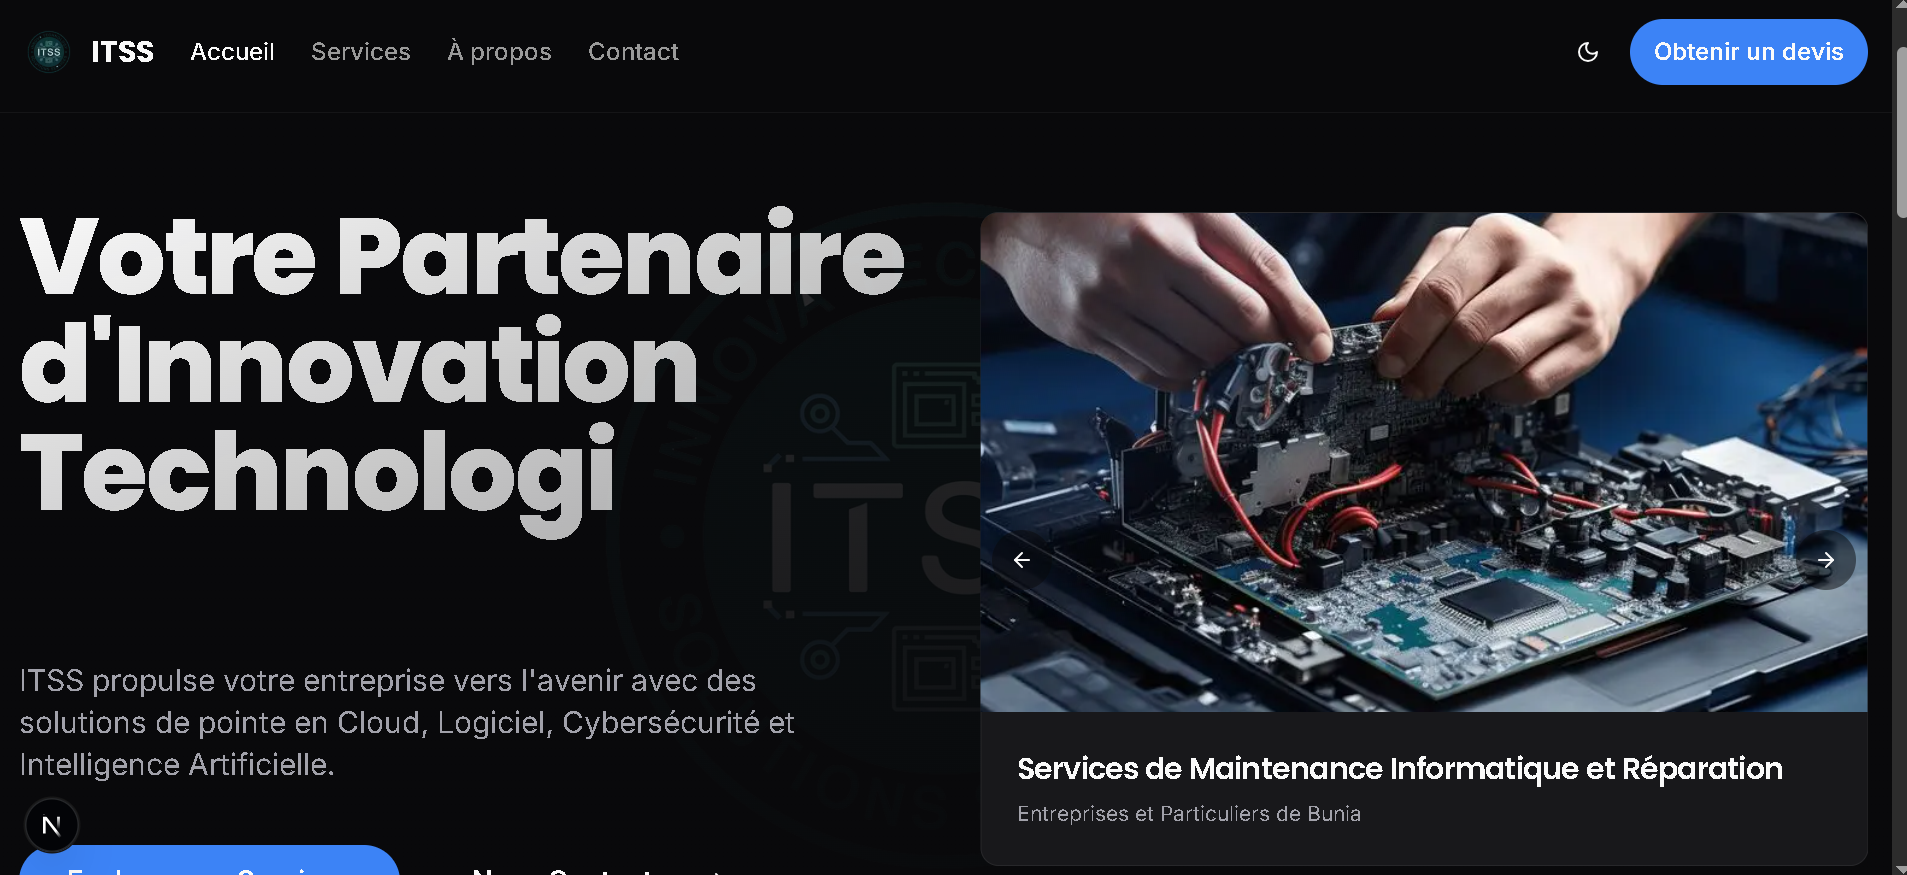 ITSS
ITSS Accueil Services À propos Contact
Obtenir un devis
Votre Partenaire
d'Innovation
Technologi
ITSS propulse votre entreprise vers l'avenir avec des
solutions de pointe en Cloud, Logiciel, Cybersécurité et
Intelligence Artificielle.
N
Services de Maintenance Informatique et Réparation
Entreprises et Particuliers de Bunia